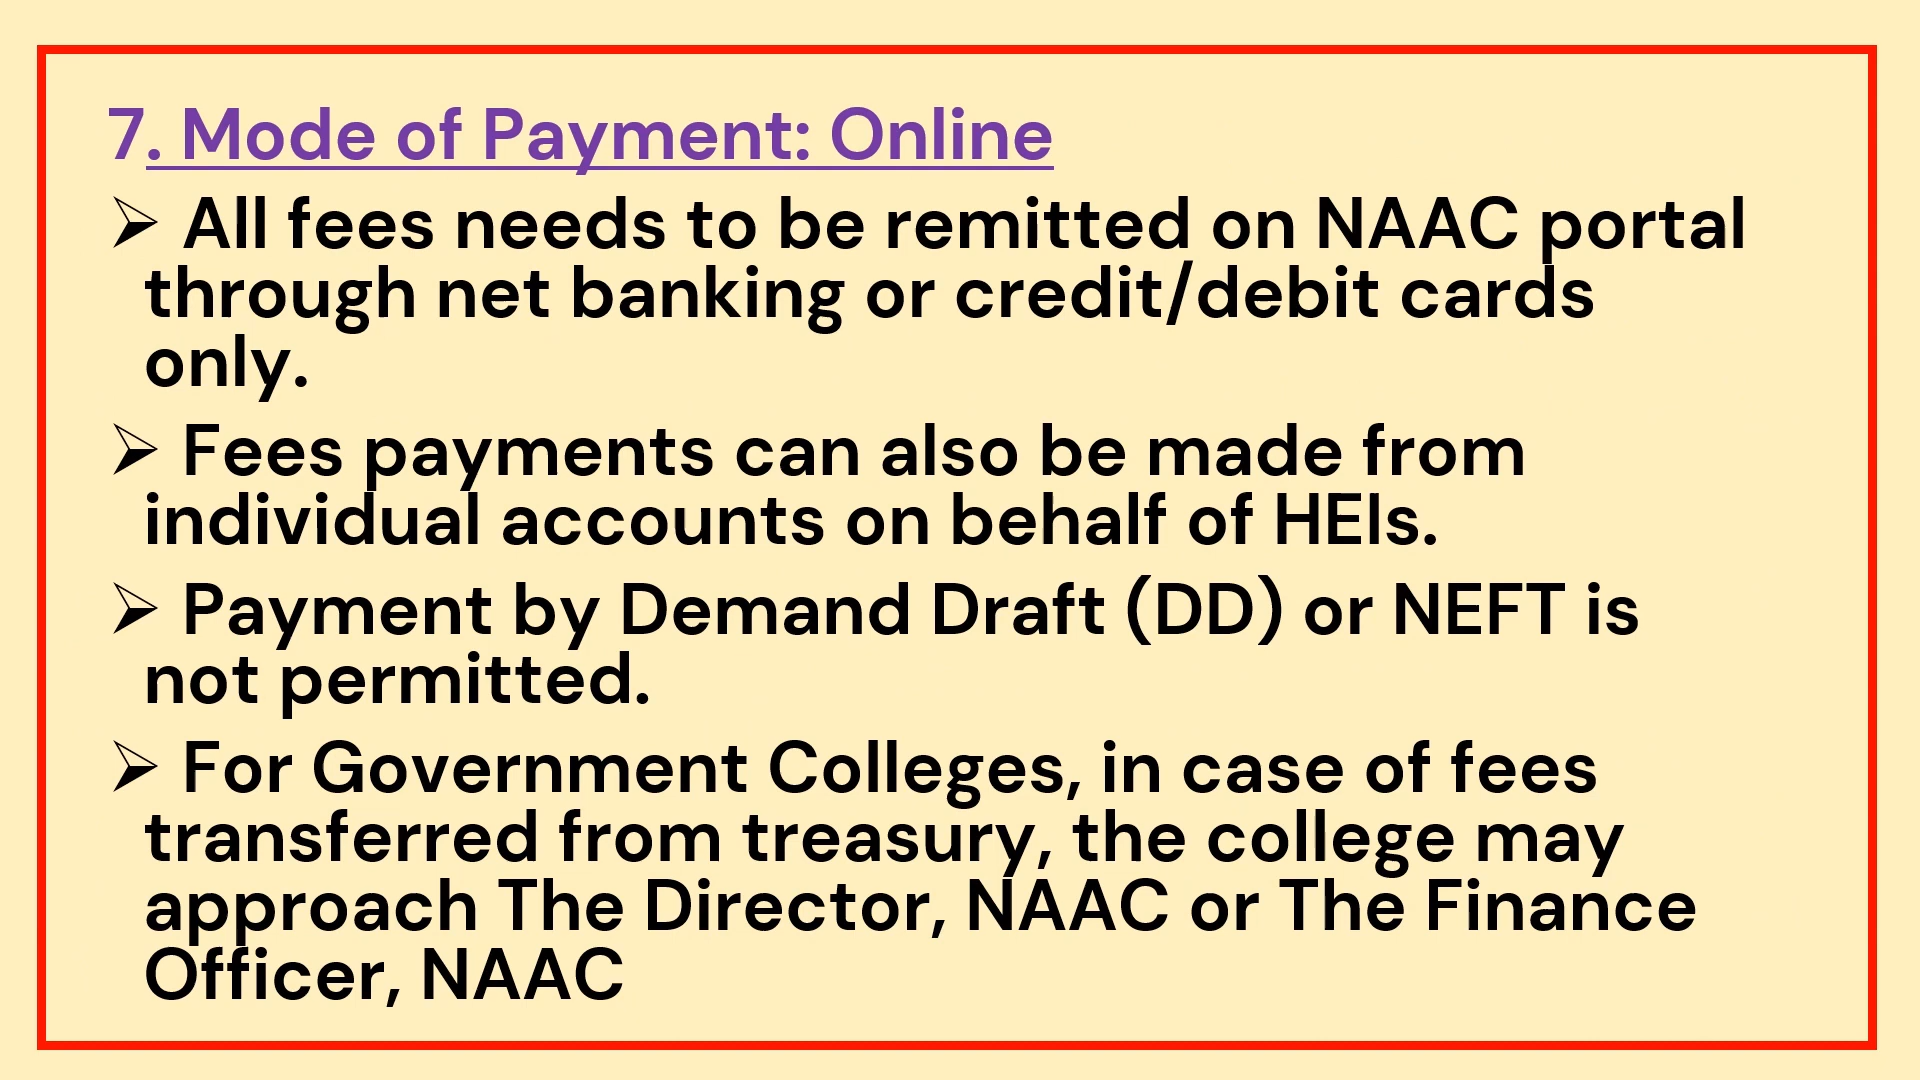 7. Mode of Payment: Online
➢ All fees needs to be remitted on NAAC portal
through net banking or credit/debit cards
only.
➢ Fees payments can also be made from
individual accounts on behalf of HEIs.
➢ Payment by Demand Draft (DD) or NEFT is
not permitted.
➢ For Government Colleges, in case of fees
transferred from treasury, the college may
approach The Director, NAAC or The Finance
Officer, NAAC